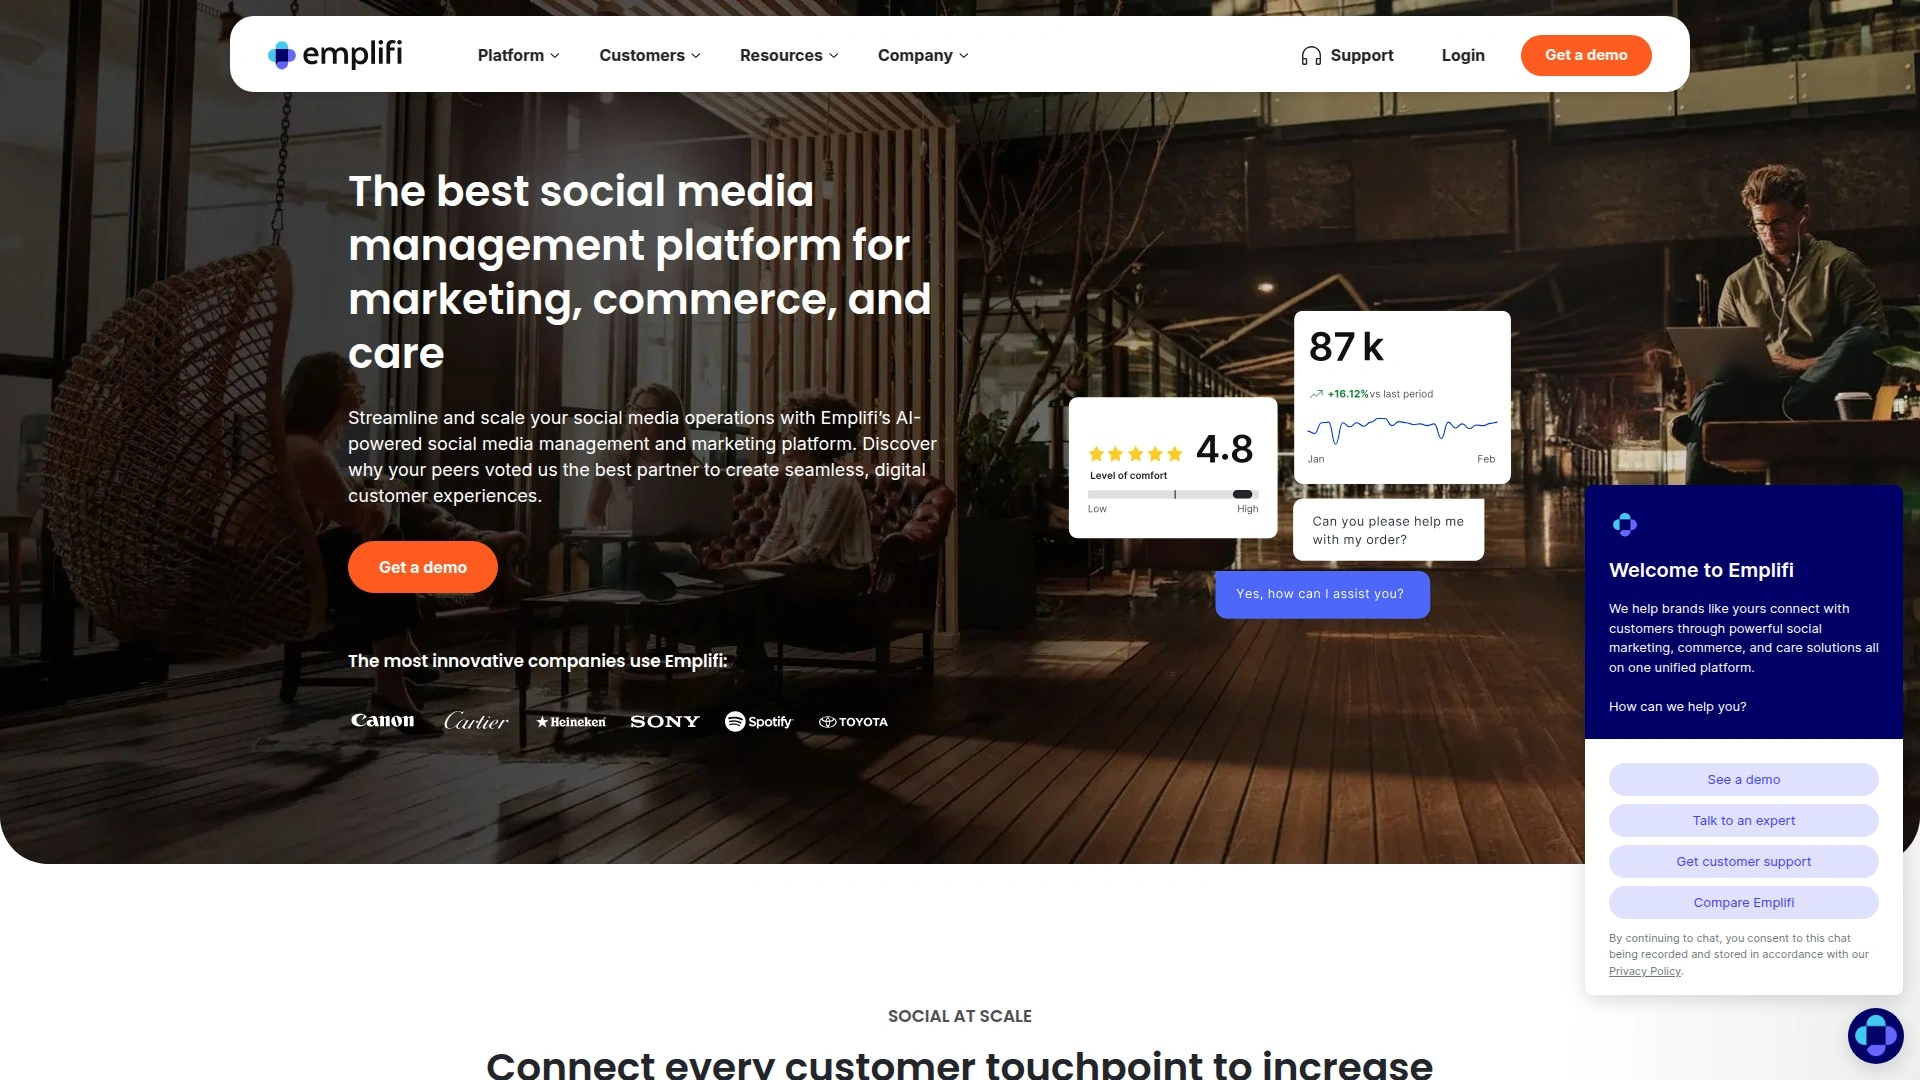 emplifi
Platform
Customers
Resources
Company
Support
Login
Get a demo
The best social media
management platform for
marketing, commerce, and
care
Streamline and scale your social media operations with Emplifi’s AI-
powered social media management and marketing platform. Discover
why your peers voted us the best partner to create seamless, digital
customer experiences.
Get a demo
The most innovative companies use Emplifi:
Canon
Cartier
Heineken
SONY
Spotify
TOYOTA
4.8
Level of comfort
Low
High
87k
+16.12% vs last period
Jan
Feb
Can you please help me
with my order?
Yes, how can I assist you?
Welcome to Emplifi
We help brands like yours connect with
customers through powerful social
marketing, commerce, and care solutions all
on one unified platform.
How can we help you?
See a demo
Talk to an expert
Get customer support
Compare Emplifi
By continuing to chat, you consent to this chat
being recorded and stored in accordance with our
Privacy Policy.
SOCIAL AT SCALE
Connect every customer touchpoint to increase